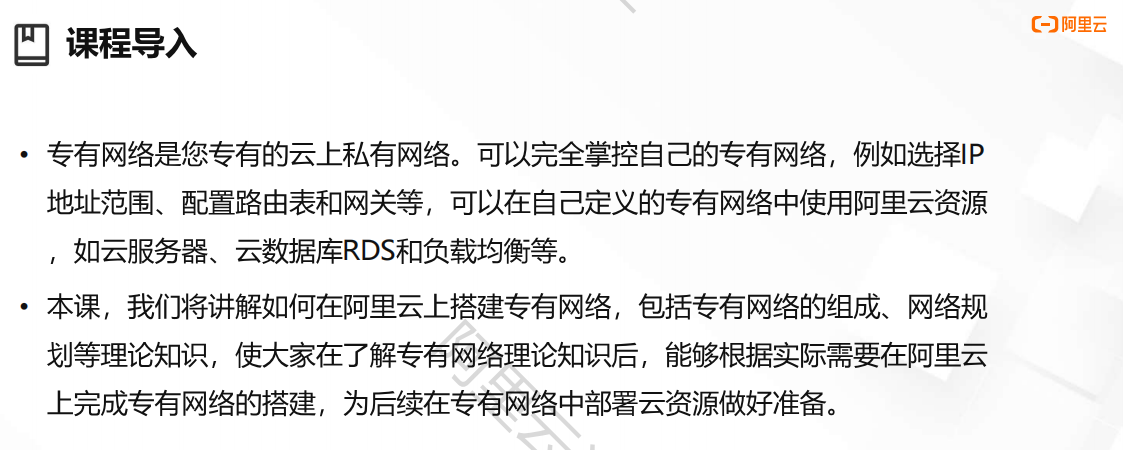 课程导入
阿里云
• 专有网络是您专有的云上私有网络。可以完全掌控自己的专有网络，例如选择IP
地址范围、配置路由表和网关等，可以在自己定义的专有网络中使用阿里云资源
，如云服务器、云数据库RDS和负载均衡等。
• 本课，我们将讲解如何在阿里云上搭建专有网络，包括专有网络的组成、网络规
划等理论知识，使大家在了解专有网络理论知识后，能够根据实际需要在阿里云
上完成专有网络的搭建，为后续在专有网络中部署云资源做好准备。
阿里云